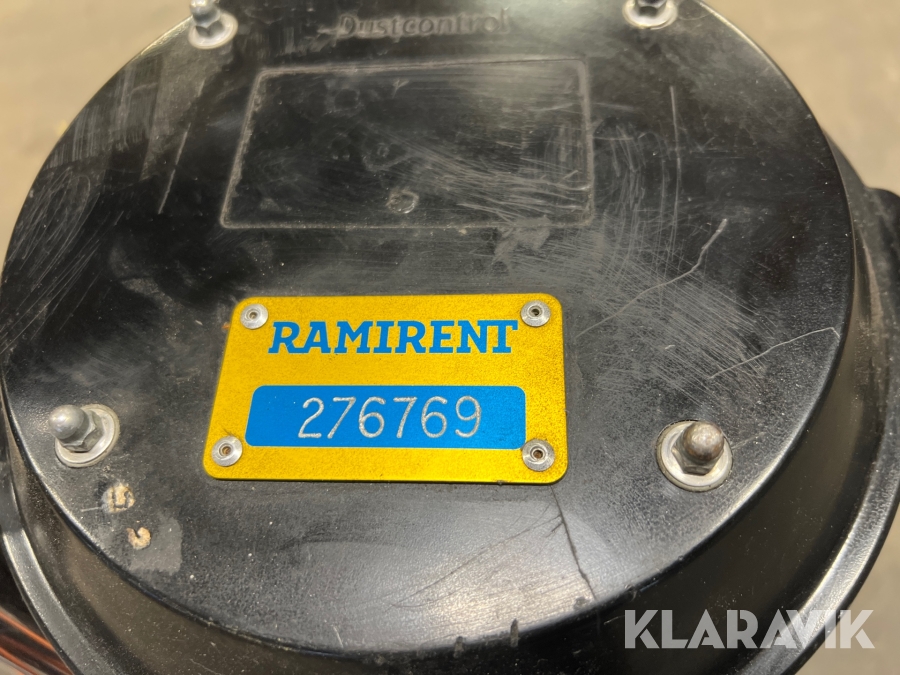 Dustcontrol
RAMIRENT
276769
KLARAVIK